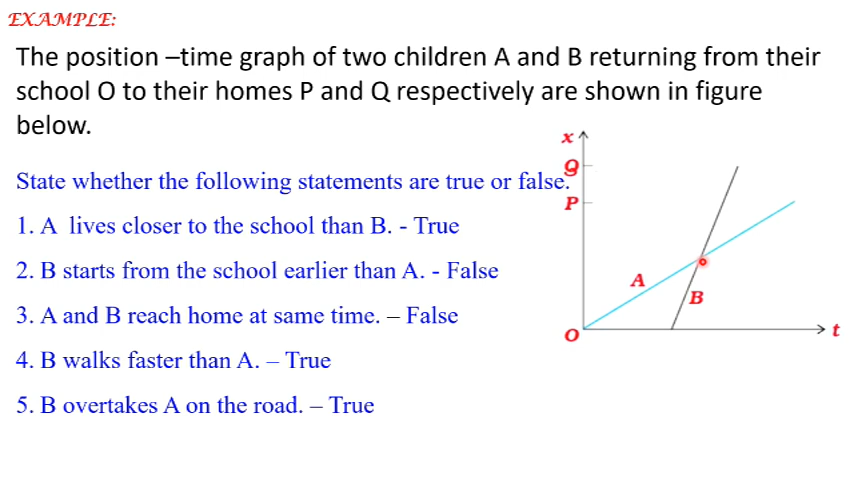 EXAMPLE:
The position –time graph of two children A and B returning from their
school O to their homes P and Q respectively are shown in figure
below.
State whether the following statements are true or false.
1. A lives closer to the school than B. - True
2. B starts from the school earlier than A. - False
3. A and B reach home at same time. – False
4. B walks faster than A. – True
5. B overtakes A on the road. – True
x
Q
P
A
B
O
t